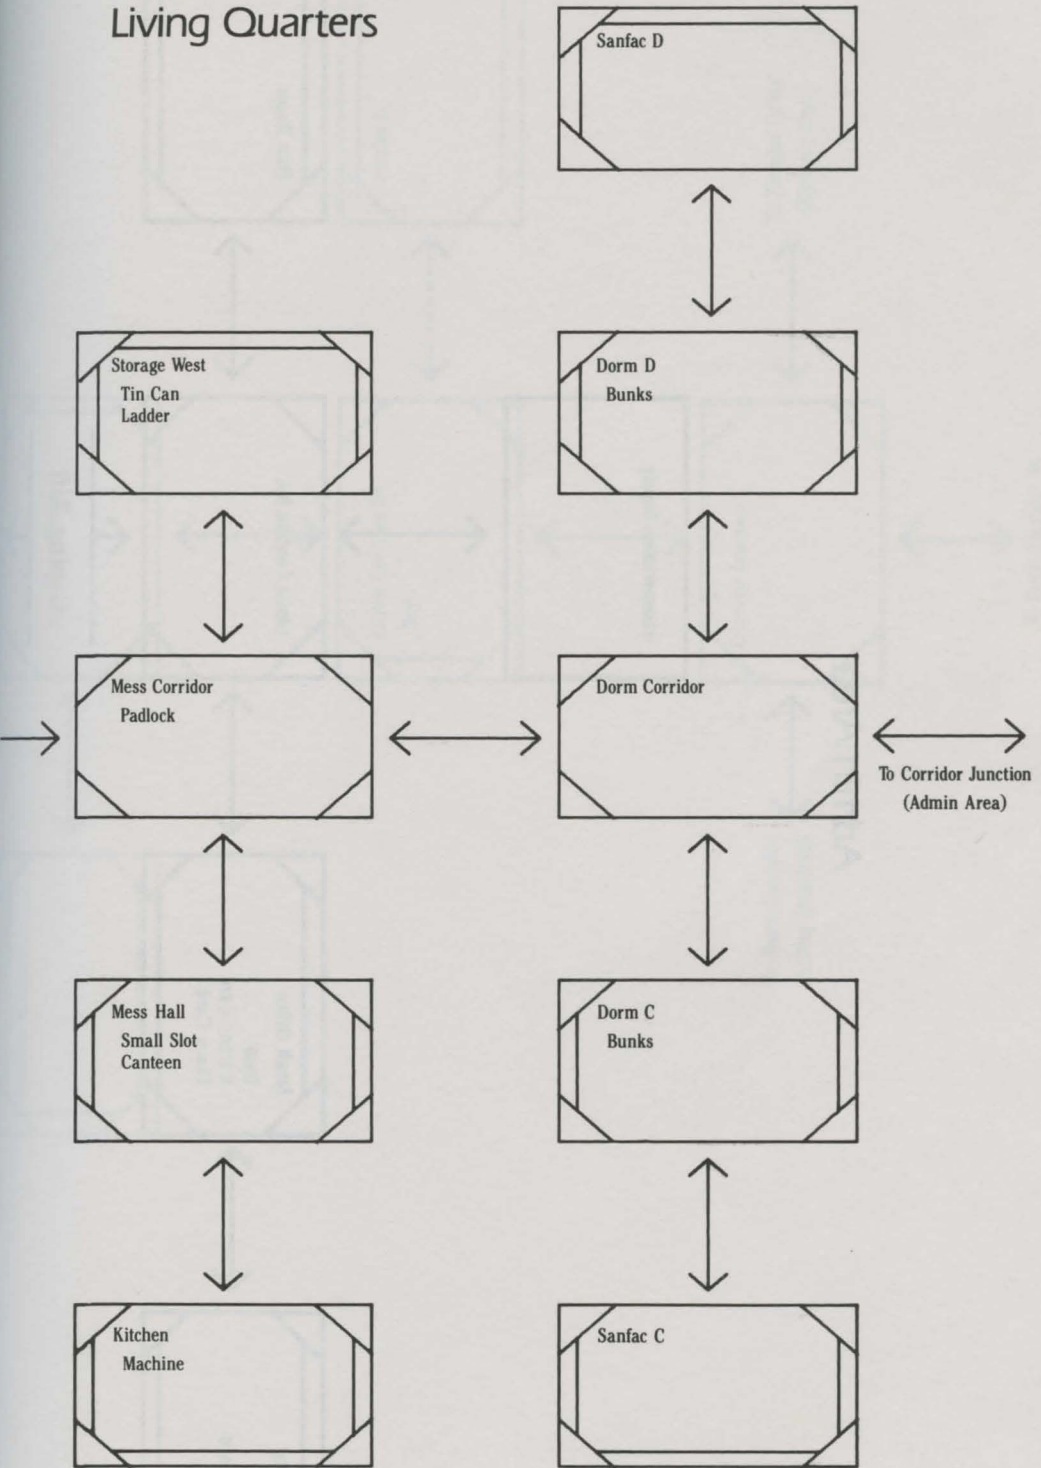 Living Quarters
Sanfac D
Storage West
Tin Can
Ladder
Dorm D
Bunks
Mess Corridor
Padlock
Dorm Corridor
To Corridor Junction
(Admin Area)
Mess Hall
Small Slot
Canteen
Dorm C
Bunks
Kitchen
Machine
Sanfac C